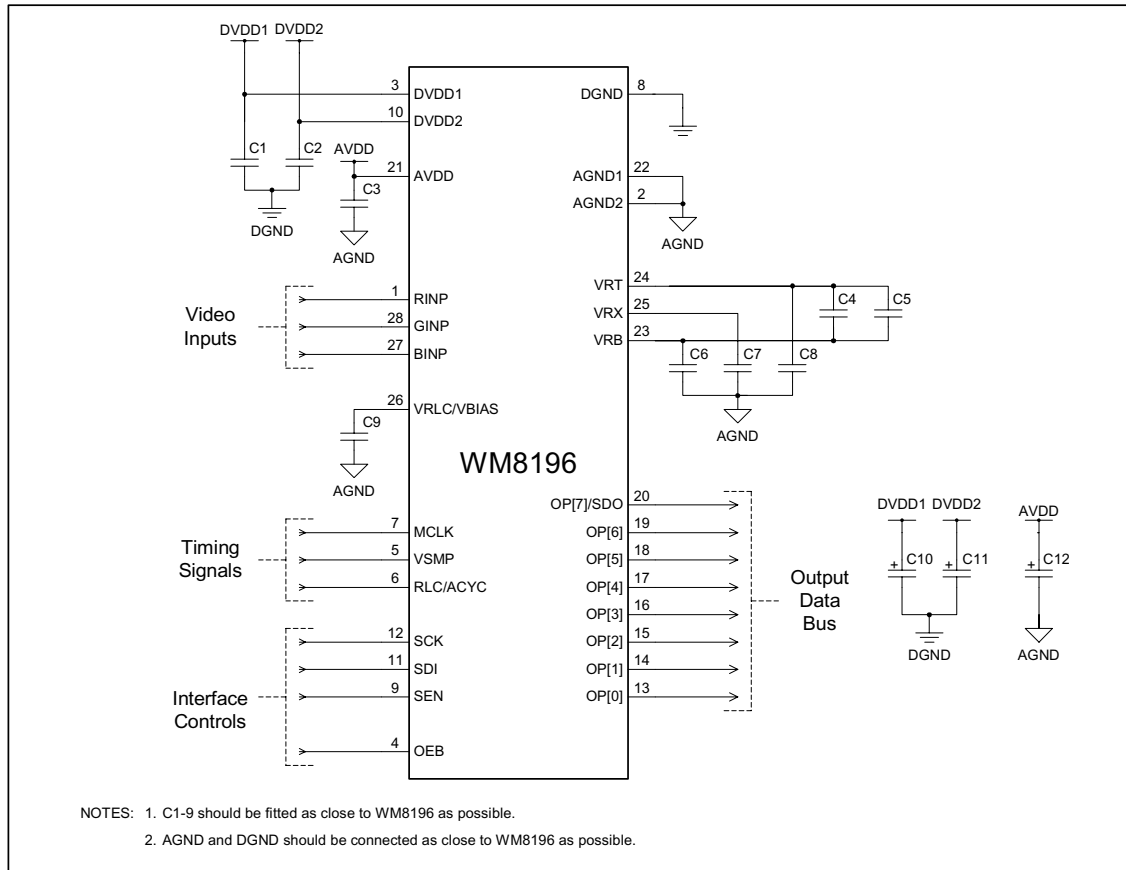 DVDD1 DVDD2
3 DVDD1
10 DVDD2
C1 C2
AVDD
21 AVDD
C3
DGND
AGND
DGND 8
AGND1 22
AGND2 2
AGND
Video
Inputs
1 RINP
28 GINP
27 BINP
VRT 24
VRX 25
VRB 23
C4 C5
C6 C7 C8
AGND
26 VRLC/VBIAS
C9
AGND
WM8196
Timing
Signals
7 MCLK
5 VSMP
6 RLC/ACYC
Interface
Controls
12 SCK
11 SDI
9 SEN
4 OEB
OP[7]/SDO 20
OP[6] 19
OP[5] 18
OP[4] 17
OP[3] 16
OP[2] 15
OP[1] 14
OP[0] 13
Output
Data
Bus
DVDD1 DVDD2 AVDD
+ C10 + C11 + C12
DGND AGND
NOTES: 1. C1-9 should be fitted as close to WM8196 as possible.
2. AGND and DGND should be connected as close to WM8196 as possible.